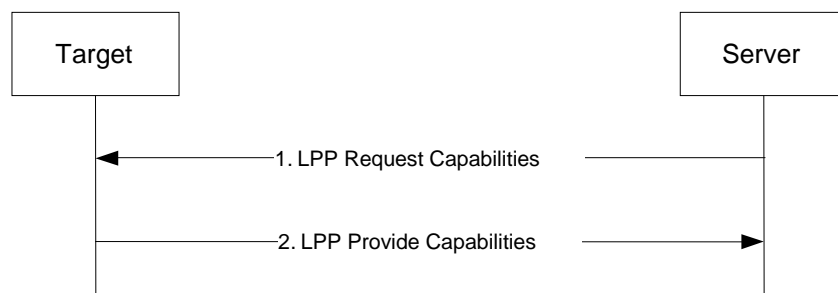 Target
Server
1. LPP Request Capabilities
2. LPP Provide Capabilities